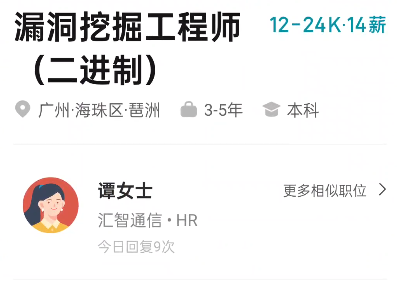 漏洞挖掘工程师 12-24K·14薪
（二进制）
广州·海珠区·琶洲 3-5年 本科
谭女士 更多相似职位
汇智通信 • HR
今日回复9次